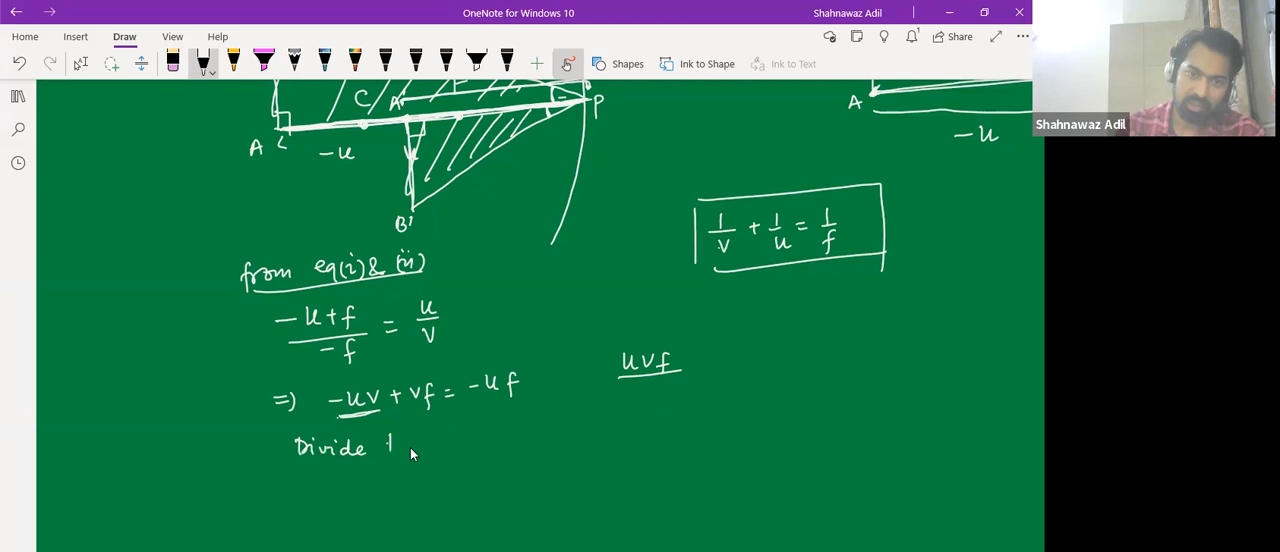 OneNote for Windows 10
Shahnawaz Adil
Home Insert Draw View Help
Share
Shapes
Ink to Shape
Ink to Text
C A P
A
-u
B'
A
Shahnawaz Adil
-u
1/v + 1/u = 1/f
from eq(i) & (ii)
-u+f/-f = u/v
uvf
=> -uv + vf = -uf
Divide